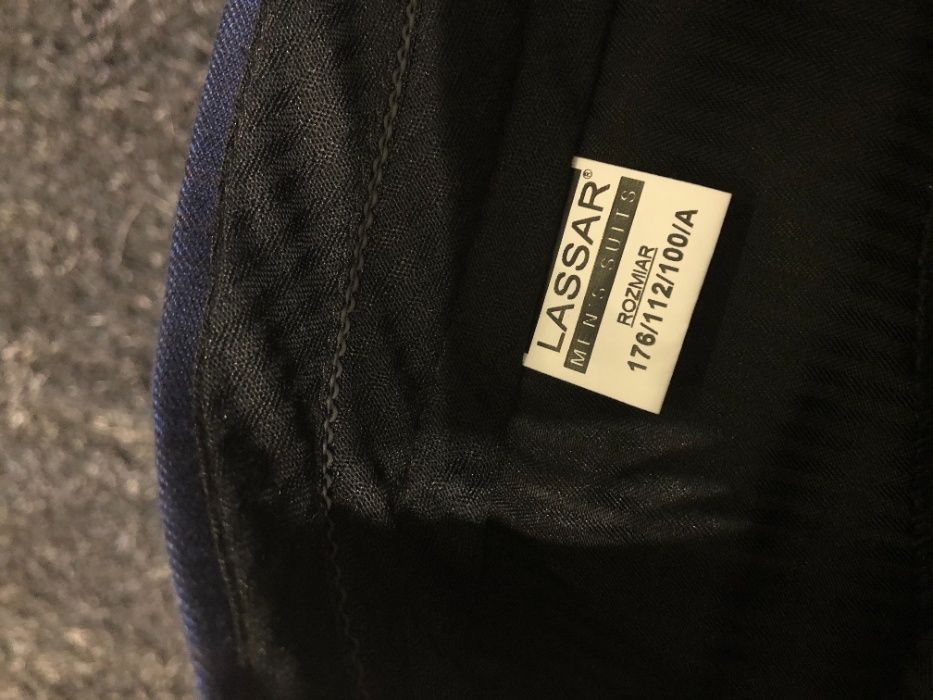 LASSAR®
MEN'S SUITS
ROZMIAR
176/112/100/A